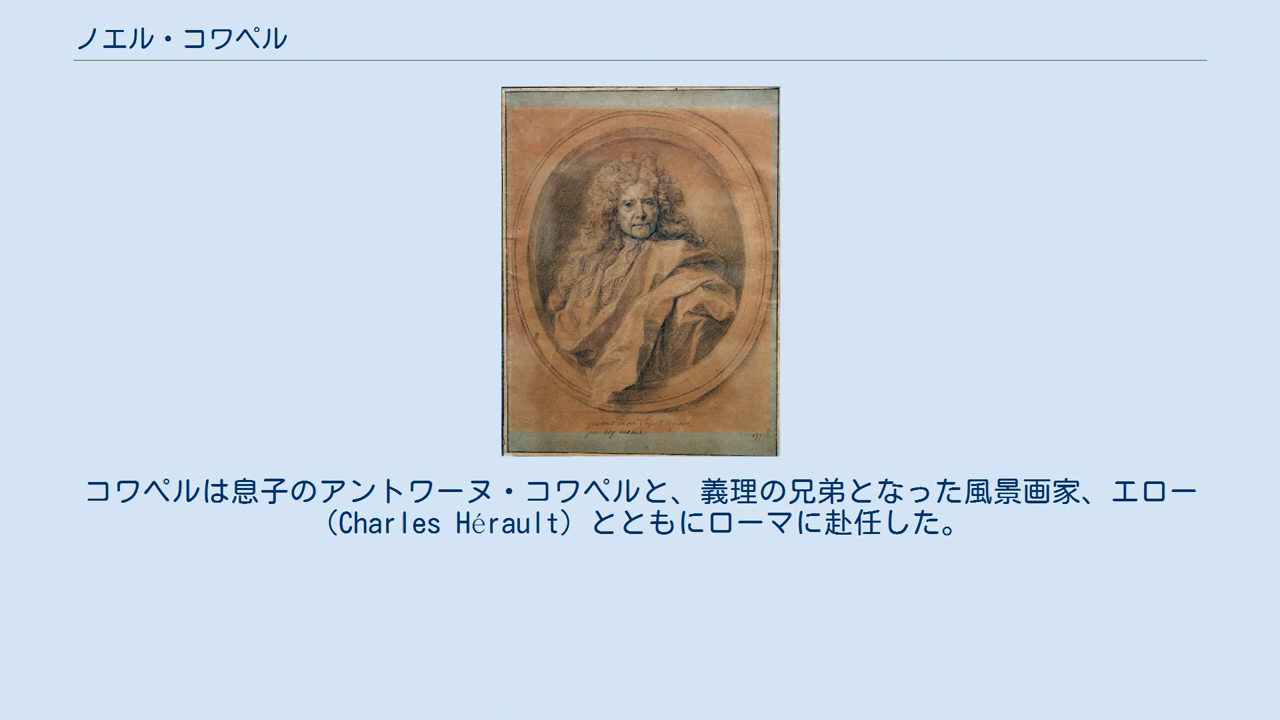 ノエル・コワペル
コワペルは息子のアントワーヌ・コワペルと、義理の兄弟となった風景画家、エロー
（Charles Hérault）とともにローマに赴任した。